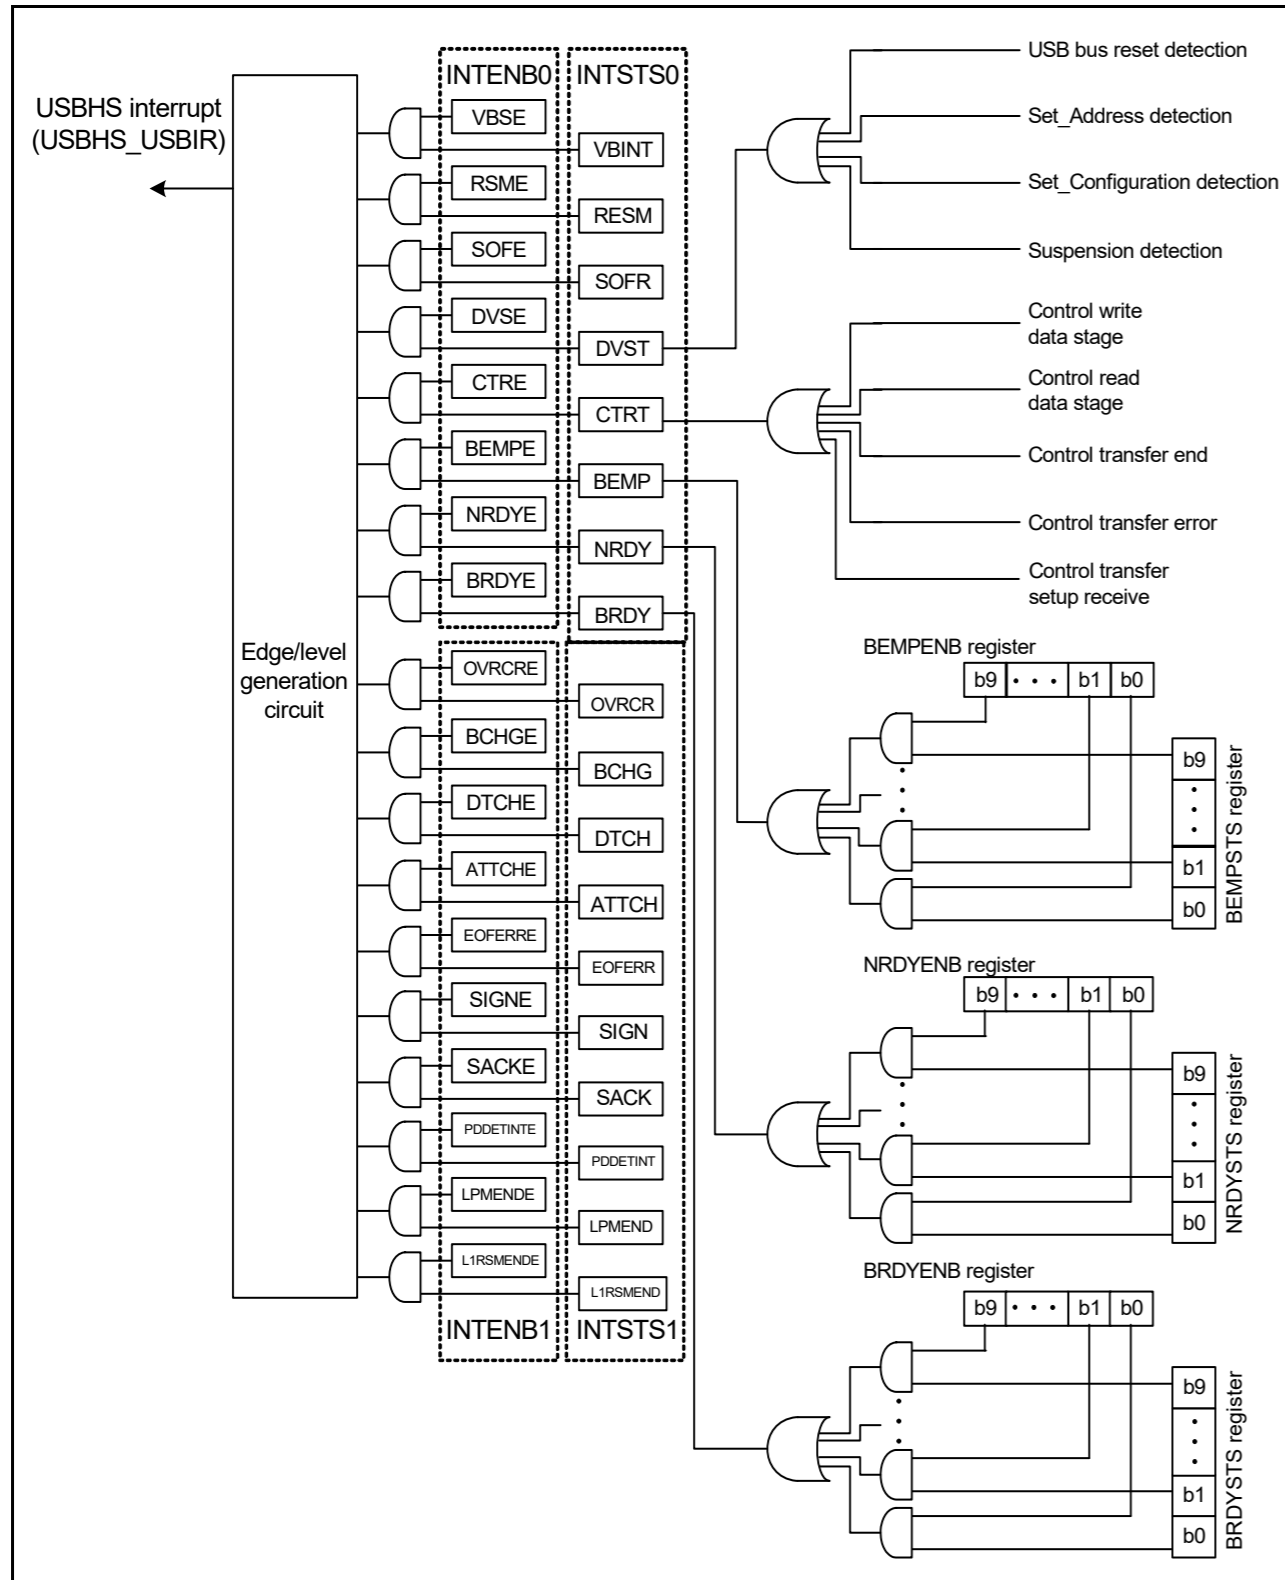 USBHS interrupt
(USBHS_USBIR)
Edge/level
generation
circuit
INTENB0
VBSE
RSME
SOFE
DVSE
CTRE
BEMPE
NRDYE
BRDYE
OVRCRE
BCHGE
DTCHE
ATTCHE
EOFERRE
SIGNE
SACKE
PDDETINTE
LPMENDE
L1RSMENDE
INTENB1
INTSTS0
VBINT
RESM
SOFR
DVST
CTRT
BEMP
NRDY
BRDY
OVRCR
BCHG
DTCH
ATTCH
EOFERR
SIGN
SACK
PDDETINT
LPMEND
L1RSMEND
INTSTS1
USB bus reset detection
Set_Address detection
Set_Configuration detection
Suspension detection
Control write
data stage
Control read
data stage
Control transfer end
Control transfer error
Control transfer
setup receive
BEMPENB register
b9 • • • b1 b0
b9
b1
b0
BEMPSTS register
NRDYENB register
b9 • • • b1 b0
b9
b1
b0
NRDYSTS register
BRDYENB register
b9 • • • b1 b0
b9
b1
b0
BRDYSTS register